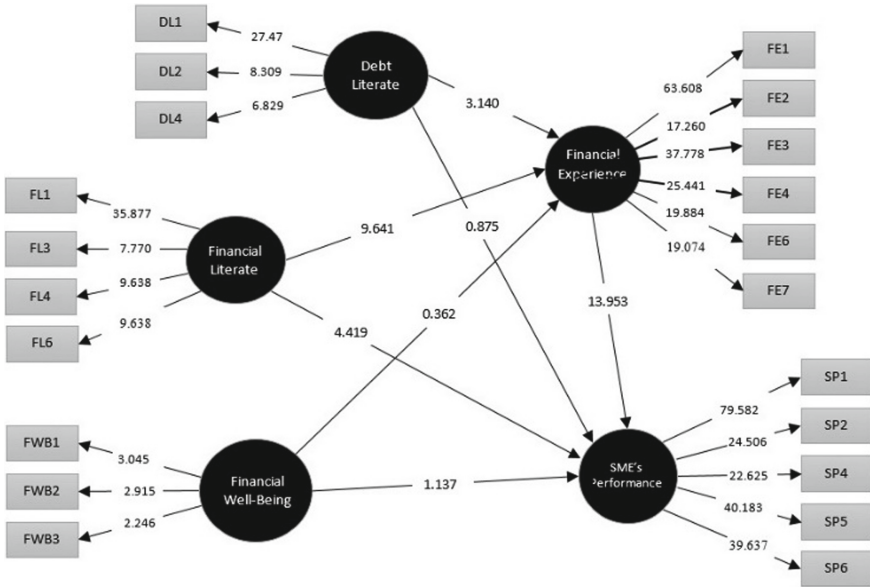 DL1
DL2
DL4
27.47
8.309
6.829
Debt
Literate
3.140
FE1
FE2
FE3
FE4
FE6
FE7
63.608
17.260
37.778
25.441
19.884
19.074
Financial
Experience
FL1
FL3
FL4
FL6
35.877
7.770
9.638
9.638
Financial
Literate
9.641
0.875
0.362
4.419
13.953
FWB1
FWB2
FWB3
3.045
2.915
2.246
Financial
Well-Being
1.137
SME's
Performance
79.582
24.506
22.625
40.183
39.637
SP1
SP2
SP4
SP5
SP6